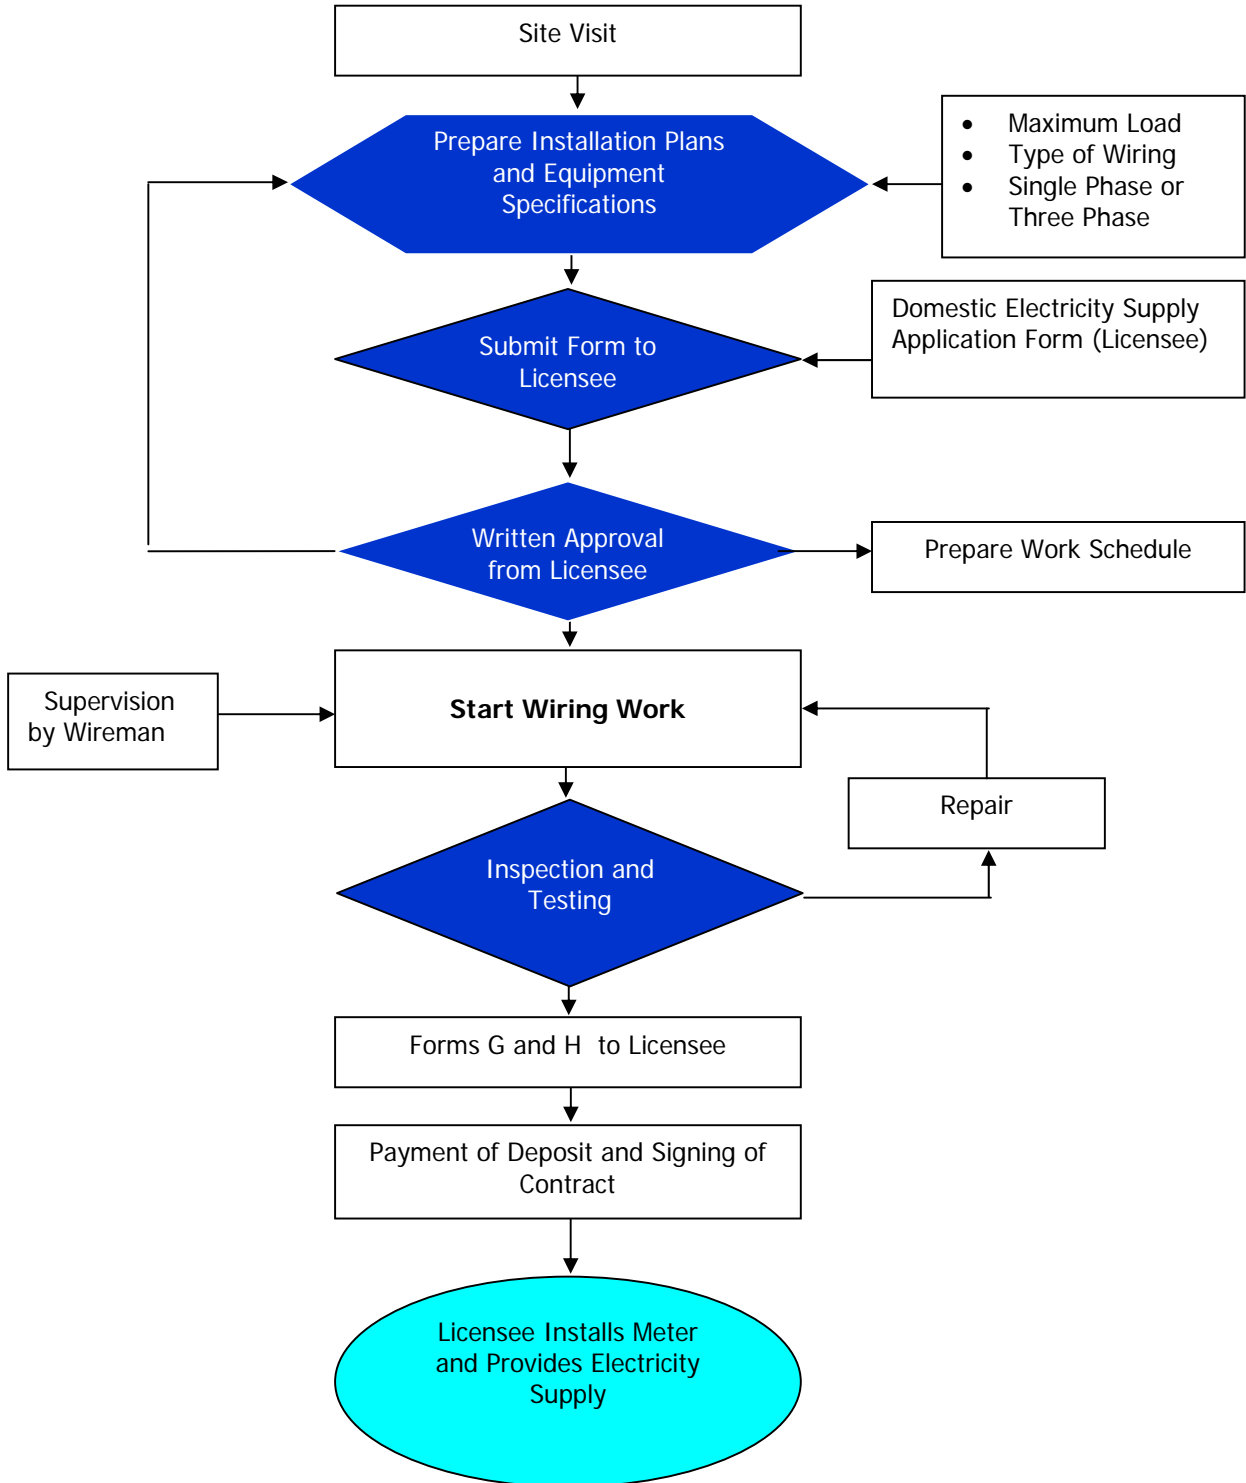 Site Visit
Prepare Installation Plans
and Equipment
Specifications
• Maximum Load
• Type of Wiring
• Single Phase or
Three Phase
Submit Form to
Licensee
Domestic Electricity Supply
Application Form (Licensee)
Written Approval
from Licensee
Prepare Work Schedule
Supervision
by Wireman
Start Wiring Work
Repair
Inspection and
Testing
Forms G and H to Licensee
Payment of Deposit and Signing of
Contract
Licensee Installs Meter
and Provides Electricity
Supply